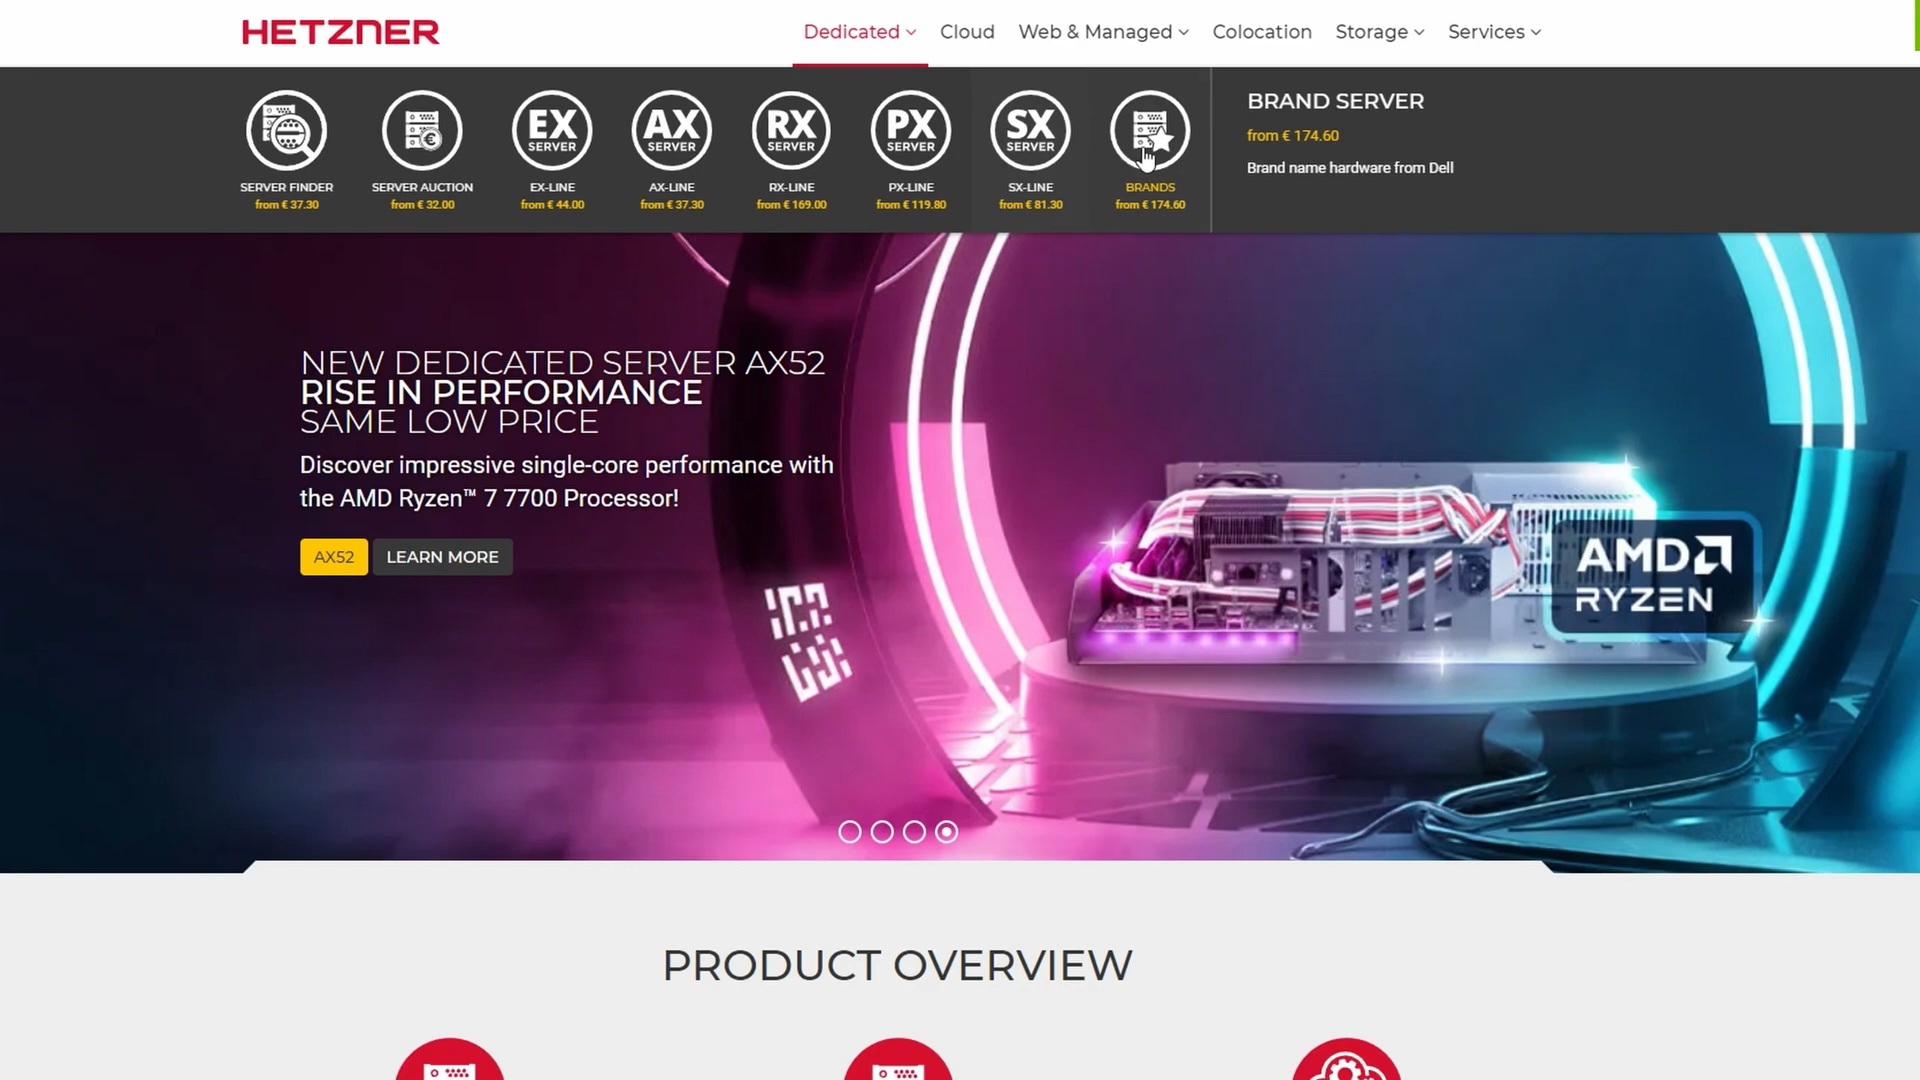 HETZNER
Dedicated
Cloud
Web & Managed
Colocation
Storage
Services
EX
SERVER
AX
SERVER
RX
SERVER
PX
SERVER
SX
SERVER
SERVER FINDER
from € 37.30
SERVER AUCTION
from € 32.00
EX-LINE
from € 44.00
AX-LINE
from € 37.30
RX-LINE
from € 169.00
PX-LINE
from € 119.80
SX-LINE
from € 81.30
BRANDS
from € 174.60
BRAND SERVER
from € 174.60
Brand name hardware from Dell
NEW DEDICATED SERVER AX52
RISE IN PERFORMANCE
SAME LOW PRICE
Discover impressive single-core performance with
the AMD Ryzen™ 7 7700 Processor!
AX52
LEARN MORE
AMD
RYZEN
PRODUCT OVERVIEW